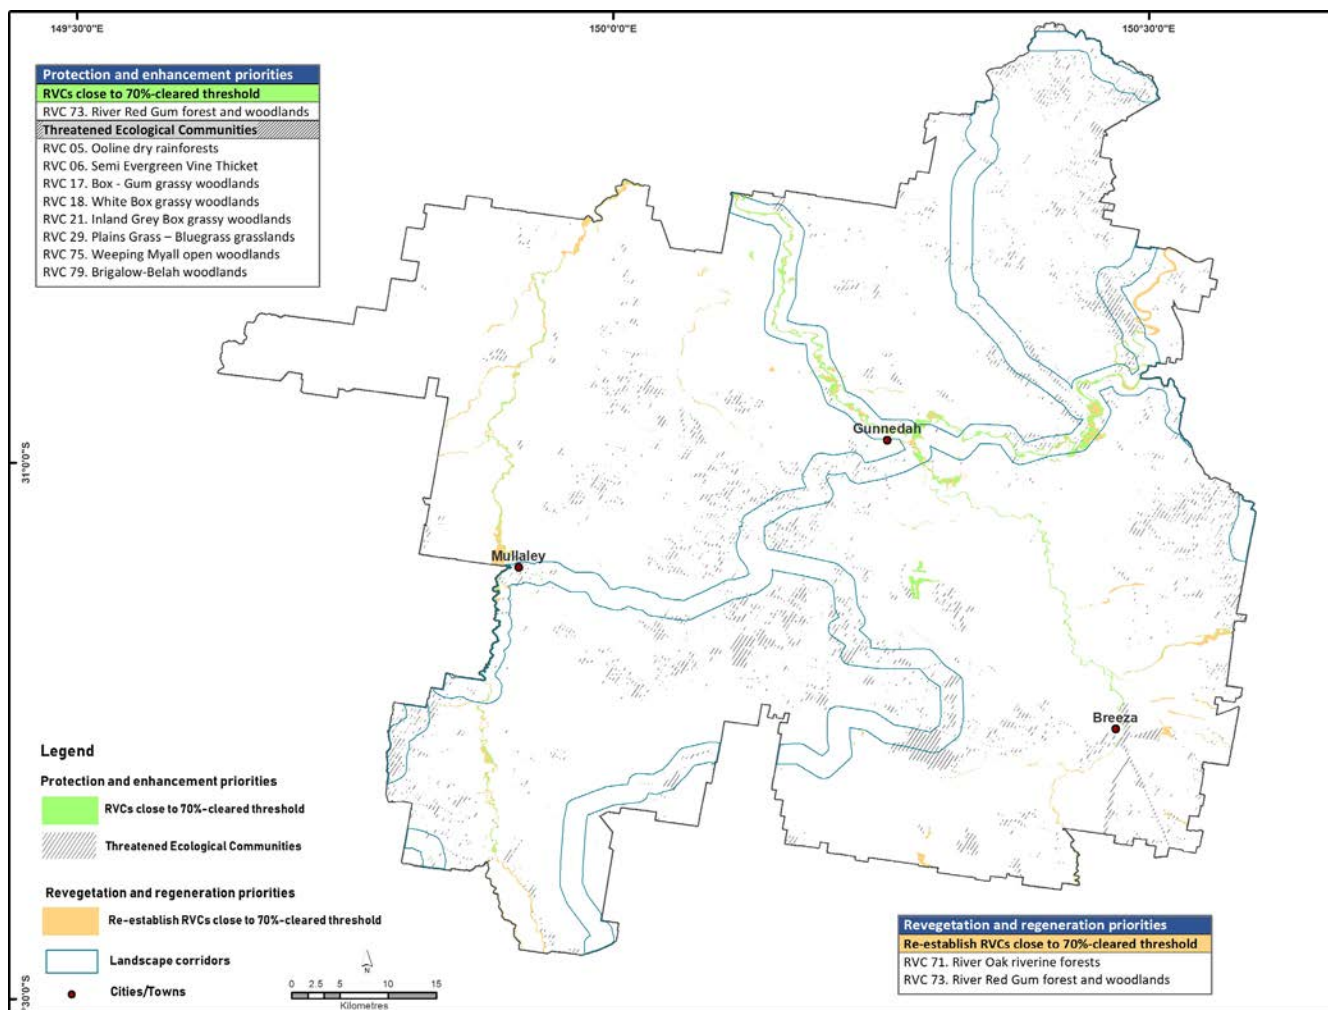 149°30'0"E
150°0'0"E
150°30'0"E
Protection and enhancement priorities
RVCs close to 70%-cleared threshold
RVC 73. River Red Gum forest and woodlands
Threatened Ecological Communities
RVC 05. Ooline dry rainforests
RVC 06. Semi Evergreen Vine Thicket
RVC 17. Box - Gum grassy woodlands
RVC 18. White Box grassy woodlands
RVC 21. Inland Grey Box grassy woodlands
RVC 29. Plains Grass – Bluegrass grasslands
RVC 75. Weeping Myall open woodlands
RVC 79. Brigalow-Belah woodlands
Gunnedah
31°0'0"S
Mullaley
Breeza
Legend
Protection and enhancement priorities
RVCs close to 70%-cleared threshold
Threatened Ecological Communities
Revegetation and regeneration priorities
Re-establish RVCs close to 70%-cleared threshold
Landscape corridors
Cities/Towns
N
0 2.5 5 10 15
Kilometres
Revegetation and regeneration priorities
Re-establish RVCs close to 70%-cleared threshold
RVC 71. River Oak riverine forests
RVC 73. River Red Gum forest and woodlands
30'0"S